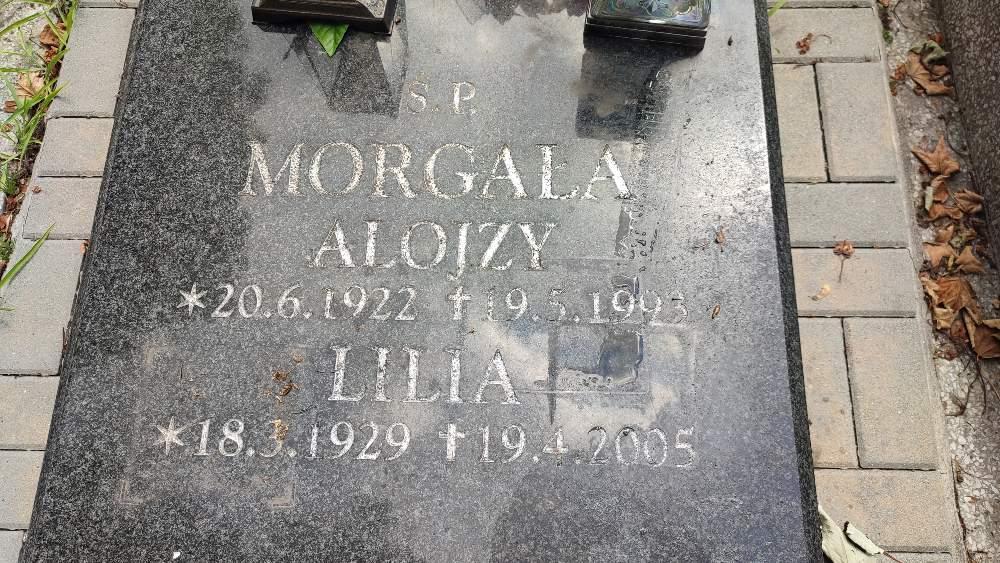 Ś.P.
MORGAŁA
ALOJZY
*20.6.1922 †19.5.1993
LILIA
*18.3.1929 †19.4.2005